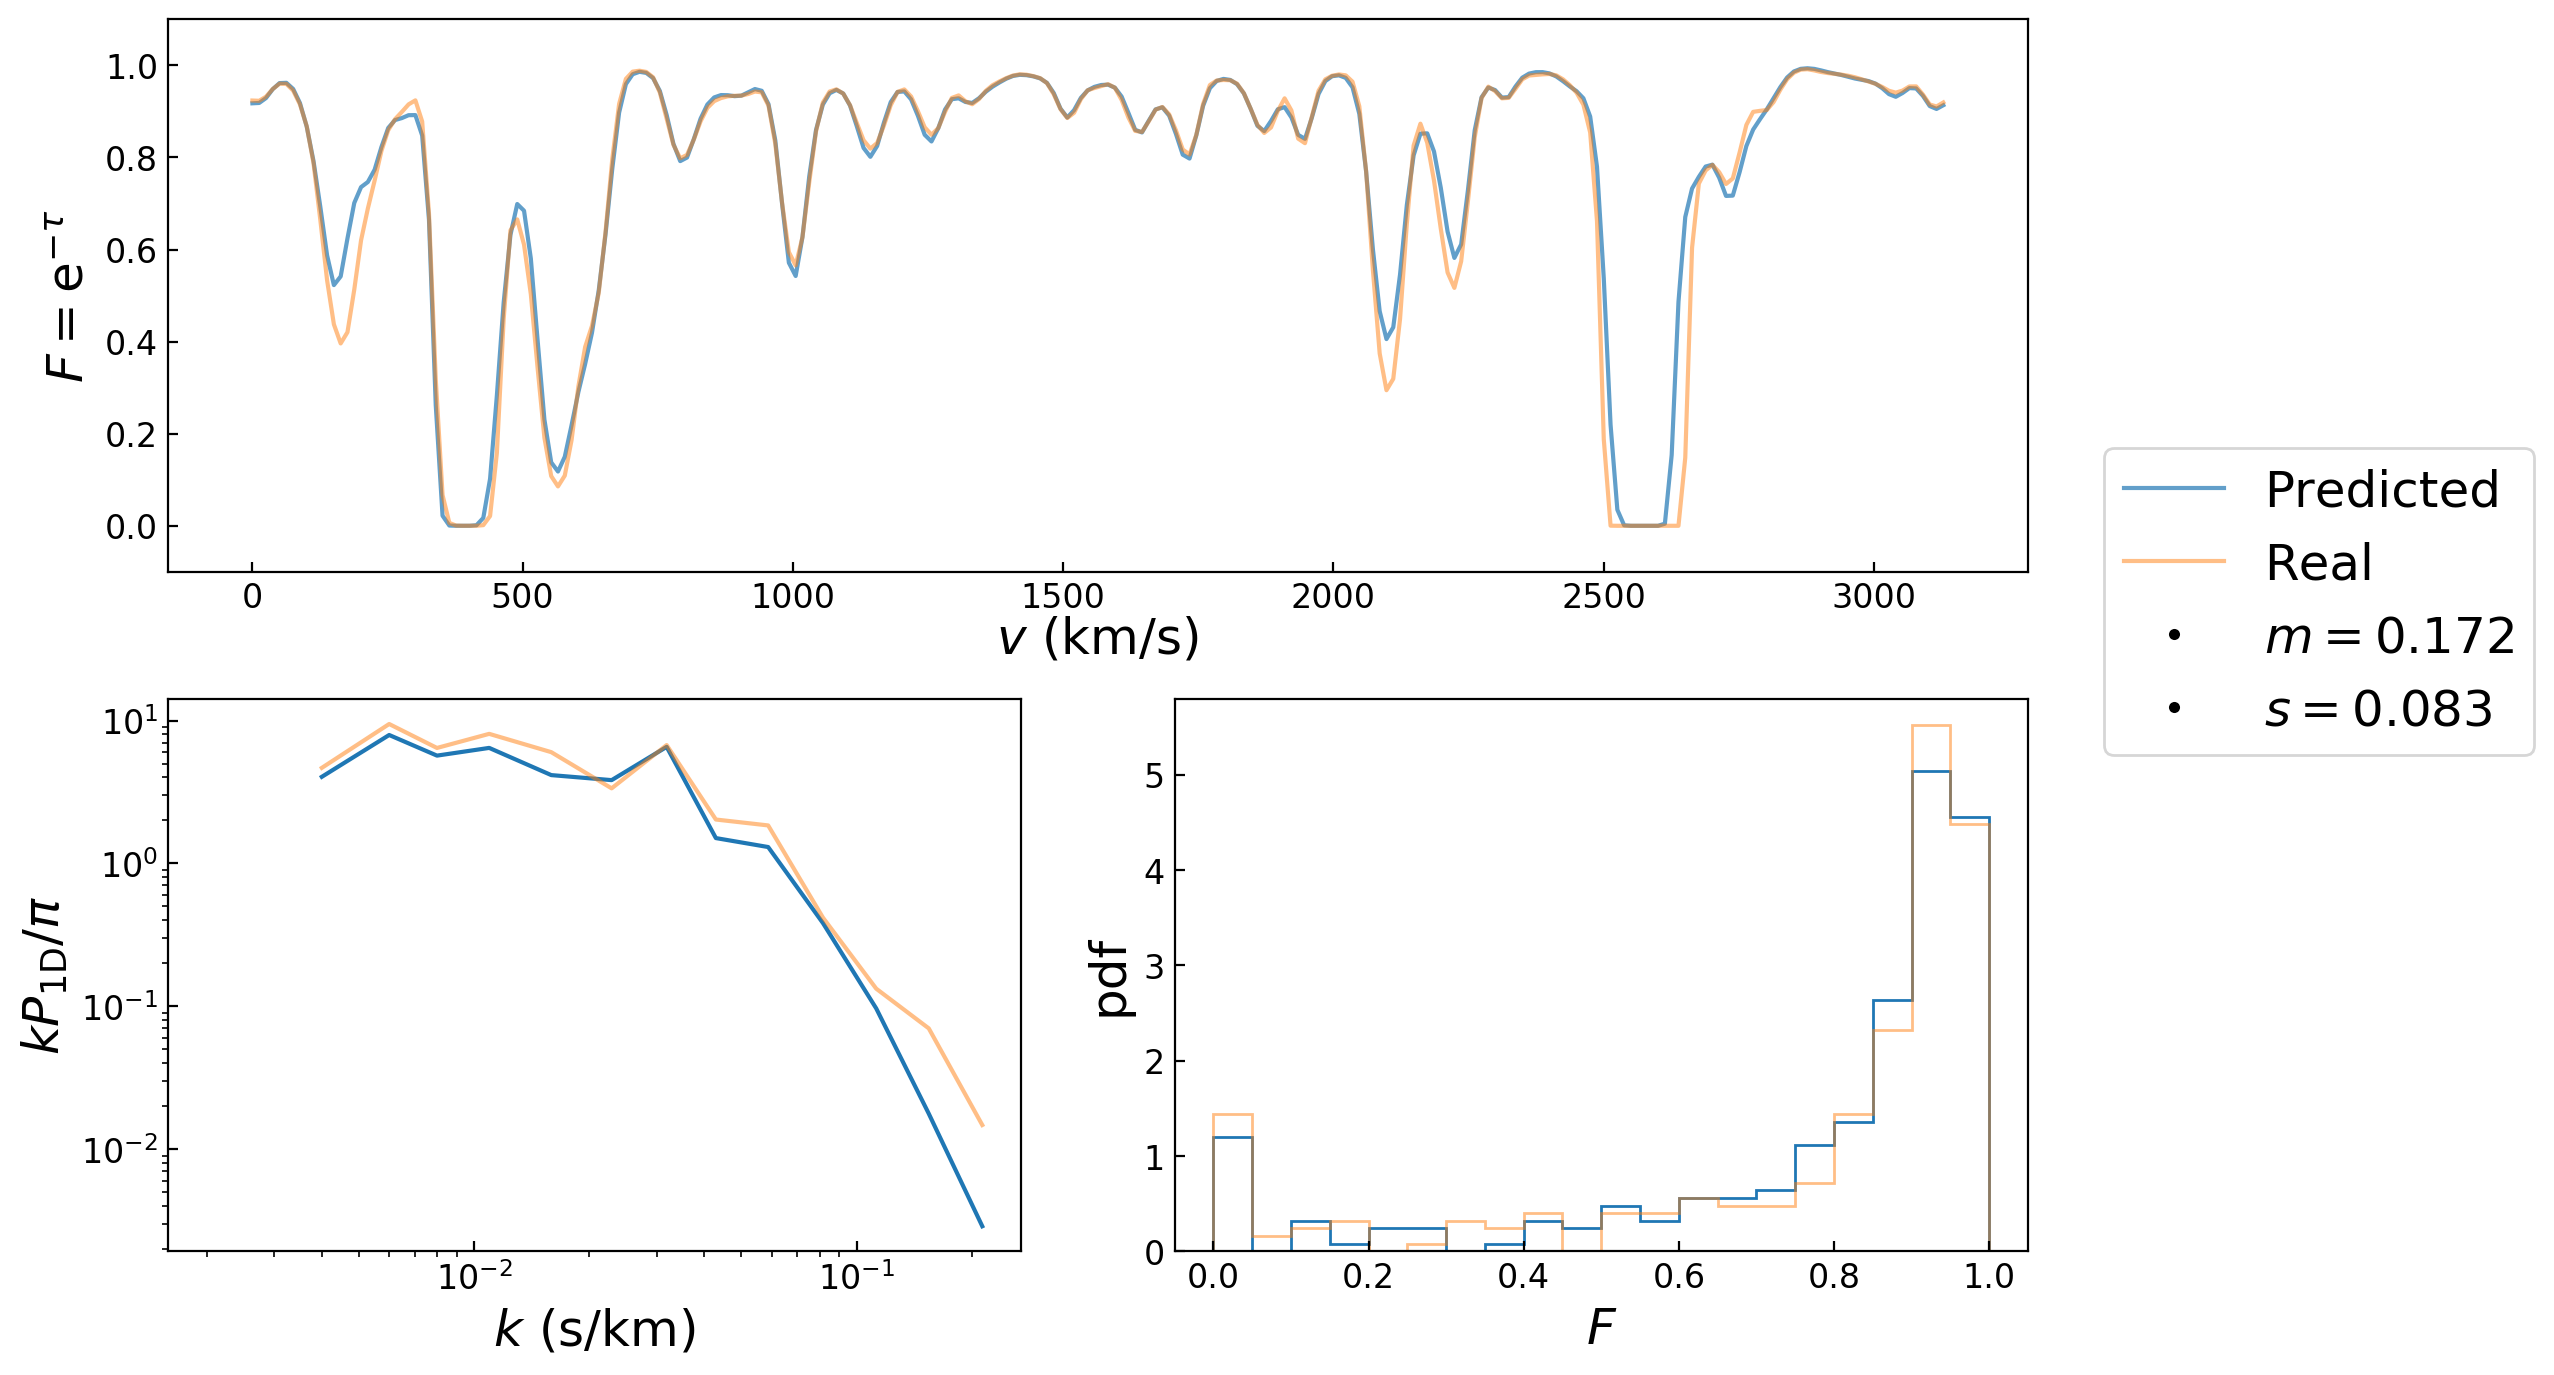 1.0
0.8
0.6
0.4
0.2
0.0
F = e^{−τ}
0 500 1000 1500 2000 2500 3000
v (km/s)
Predicted
Real
m = 0.172
s = 0.083
10^1
10^0
10^{−1}
10^{−2}
kP_{1D}/π
10^{−2} 10^{−1}
k (s/km)
5
4
3
2
1
0
pdf
0.0 0.2 0.4 0.6 0.8 1.0
F